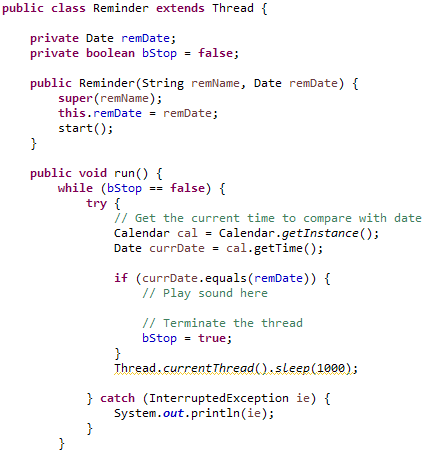 public class Reminder extends Thread {
private Date remDate;
private boolean bStop = false;
public Reminder(String remName, Date remDate) {
super(remName);
this.remDate = remDate;
start();
}
public void run() {
while (bStop == false) {
try {
// Get the current time to compare with date
Calendar cal = Calendar.getInstance();
Date currDate = cal.getTime();
if (currDate.equals(remDate)) {
// Play sound here
// Terminate the thread
bStop = true;
}
Thread.currentThread().sleep(1000);
} catch (InterruptedException ie) {
System.out.println(ie);
}
}